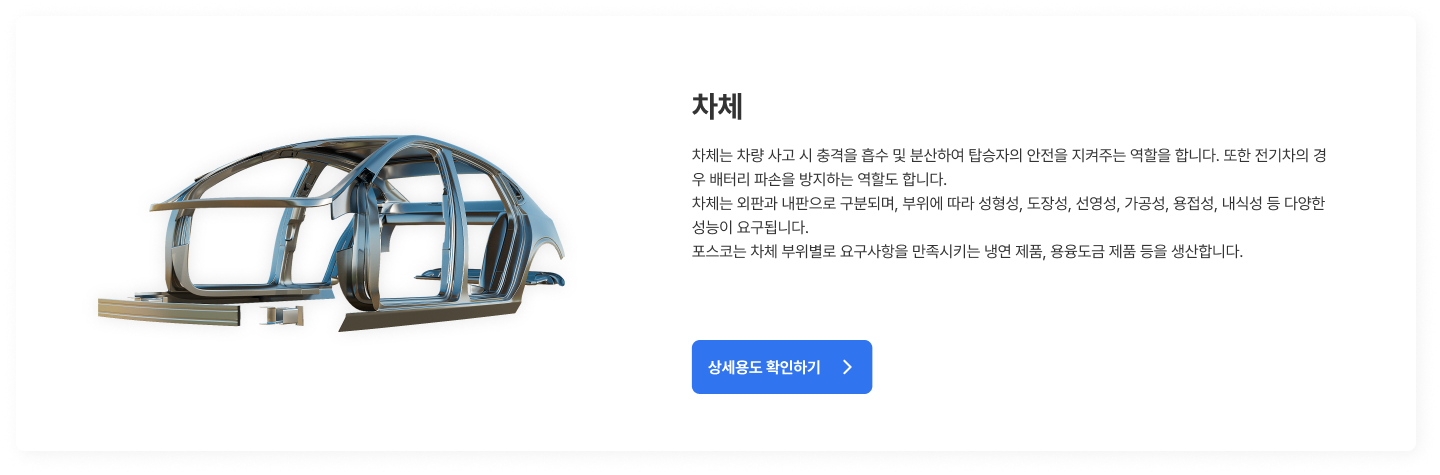 차체
차체는 차량 사고 시 충격을 흡수 및 분산하여 탑승자의 안전을 지켜주는 역할을 합니다. 또한 전기차의 경
우 배터리 파손을 방지하는 역할도 합니다.
차체는 외판과 내판으로 구분되며, 부위에 따라 성형성, 도장성, 선영성, 가공성, 용접성, 내식성 등 다양한
성능이 요구됩니다.
포스코는 차체 부위별로 요구사항을 만족시키는 냉연 제품, 용융도금 제품 등을 생산합니다.
상세용도 확인하기